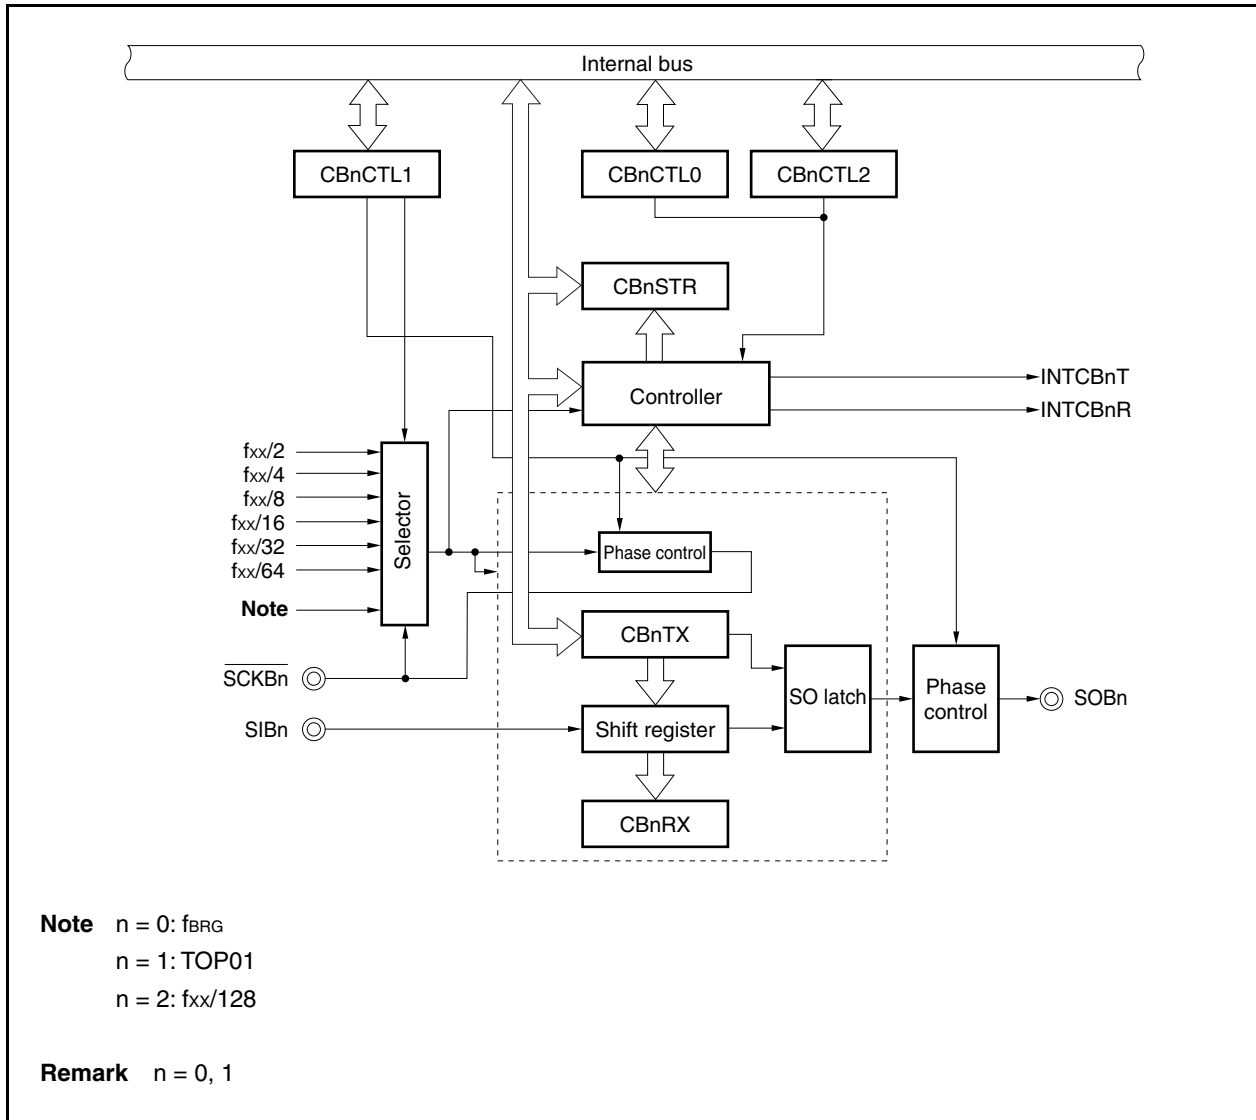 Internal bus
CBnCTL1
CBnCTL0
CBnCTL2
CBnSTR
Controller
INTCBnT
INTCBnR
fxx/2
fxx/4
fxx/8
fxx/16
fxx/32
fxx/64
Note
Selector
Phase control
SCKBn
SIBn
CBnTX
Shift register
CBnRX
SO latch
Phase
control
SOBn
Note n = 0: fBRG
n = 1: TOP01
n = 2: fxx/128
Remark n = 0, 1